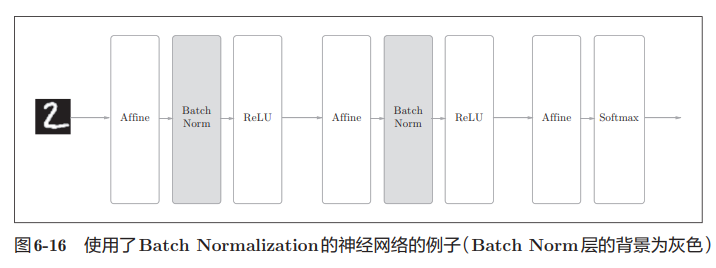 2
Affine
Batch
Norm
ReLU
Affine
Batch
Norm
ReLU
Affine
Softmax
图6-16 使用了Batch Normalization的神经网络的例子(Batch Norm层的背景为灰色)